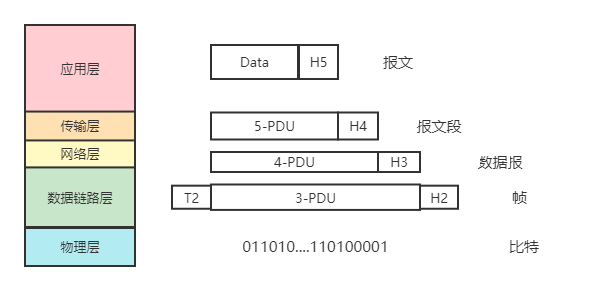 应用层 Data H5 报文
传输层 5-PDU H4 报文段
网络层 4-PDU H3 数据报
数据链路层 T2 3-PDU H2 帧
物理层 011010....110100001 比特